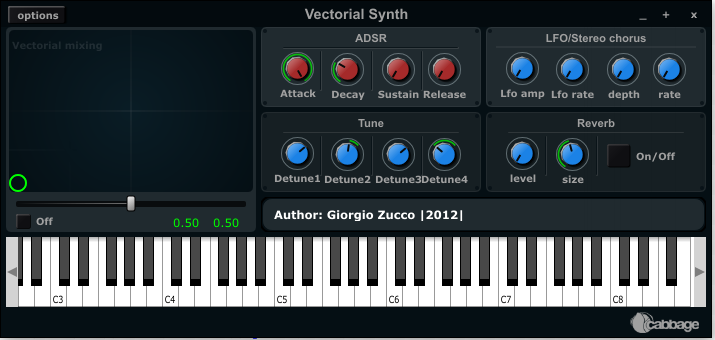 options
Vectorial Synth
_ + x
Vectorial mixing
ADSR
Attack Decay Sustain Release
LFO/Stereo chorus
Lfo amp Lfo rate depth rate
Tune
Detune1 Detune2 Detune3 Detune4
Reverb
level size On/Off
Off 0.50 0.50
Author: Giorgio Zucco |2012|
C3 C4 C5 C6 C7 C8
cabbage